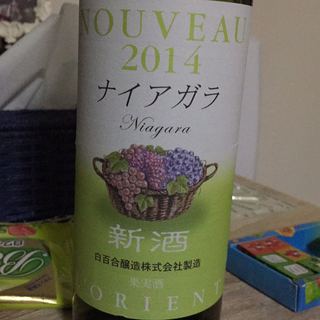 NOUVEAU
2014
ナイアガラ
Niagara
新酒
白百合醸造株式会社製造
果実酒
L'ORIENT